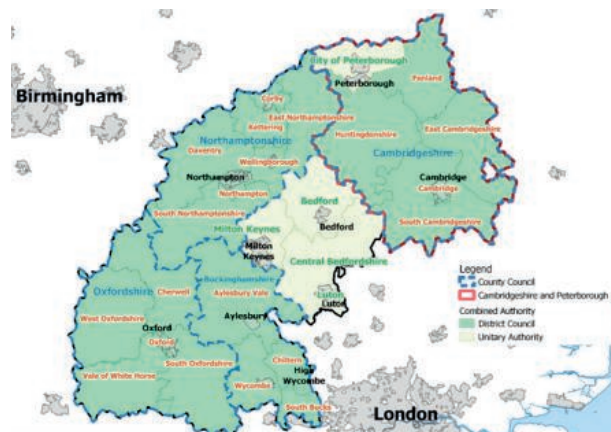 City of Peterborough
Peterborough
Fenland
Birmingham
Corby
East Northamptonshire
Kettering
Huntingdonshire
East Cambridgeshire
Northamptonshire
Daventry
Wellingborough
Cambridgeshire
Northampton
Cambridge
Cambridge
Northampton
Bedford
South Northamptonshire
Bedford
South Cambridgeshire
Milton Keynes
Milton
Keynes
Central Bedfordshire
Buckinghamshire
Oxfordshire
Cherwell
Aylesbury Vale
Luton
Luton
West Oxfordshire
Oxford
Aylesbury
Oxford
South Oxfordshire
Chiltern
Vale of White Horse
Wycombe
High
Wycombe
South Bucks
London
Legend
County Council
Cambridgeshire and Peterborough
Combined Authority
District Council
Unitary Authority